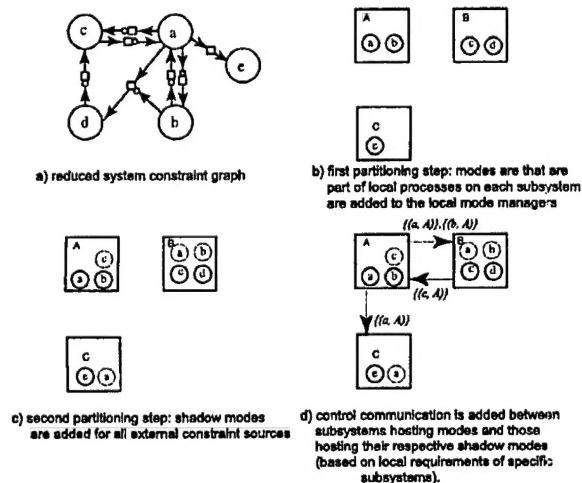 c
a
e
d
b
a) reduced system constraint graph
A
a b
B
c d
C
e
b) first partitioning step: modes are that are
part of local processes on each subsystem
are added to the local mode managers
A
c
a b
B
a b
c d
C
e a
c) second partitioning step: shadow modes
are added for all external constraint sources
{(a, A)},{(b, A)}
A
c
a b
B
a b
c d
{(c, A)}
{(a, A)}
C
e a
d) control communication is added between
subsystems hosting modes and those
hosting their respective shadow modes
(based on local requirements of specific
subsystems).